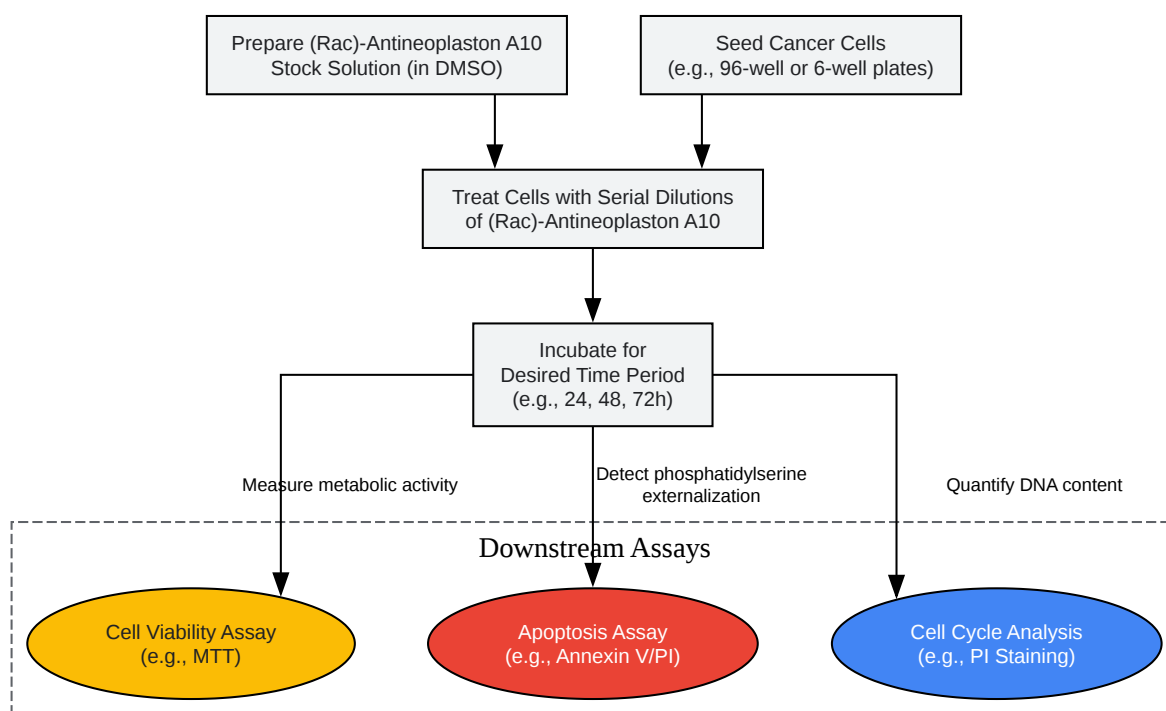 Prepare (Rac)-Antineoplaston A10
Stock Solution (in DMSO)
Seed Cancer Cells
(e.g., 96-well or 6-well plates)
Treat Cells with Serial Dilutions
of (Rac)-Antineoplaston A10
Incubate for
Desired Time Period
(e.g., 24, 48, 72h)
Measure metabolic activity
Detect phosphatidylserine
externalization
Quantify DNA content
Downstream Assays
Cell Viability Assay
(e.g., MTT)
Apoptosis Assay
(e.g., Annexin V/PI)
Cell Cycle Analysis
(e.g., PI Staining)